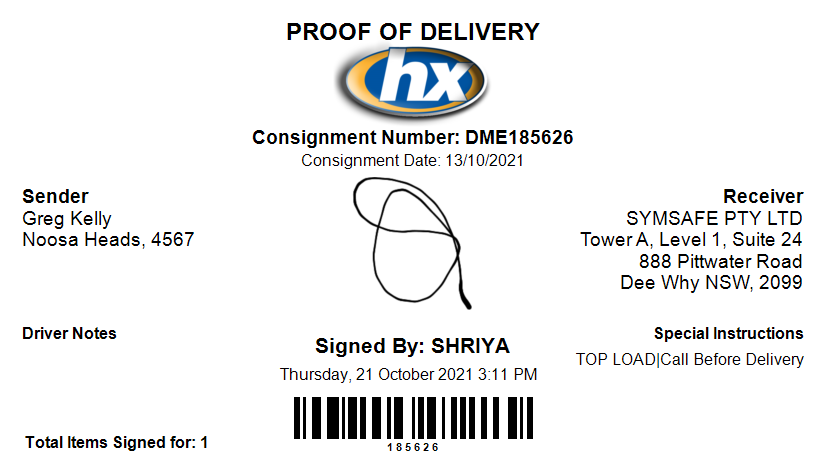 PROOF OF DELIVERY
hx
Consignment Number: DME185626
Consignment Date: 13/10/2021
Sender
Greg Kelly
Noosa Heads, 4567
Receiver
SYMSAFE PTY LTD
Tower A, Level 1, Suite 24
888 Pittwater Road
Dee Why NSW, 2099
Driver Notes
Signed By: SHRIYA
Thursday, 21 October 2021 3:11 PM
Special Instructions
TOP LOAD|Call Before Delivery
Total Items Signed for: 1
185626